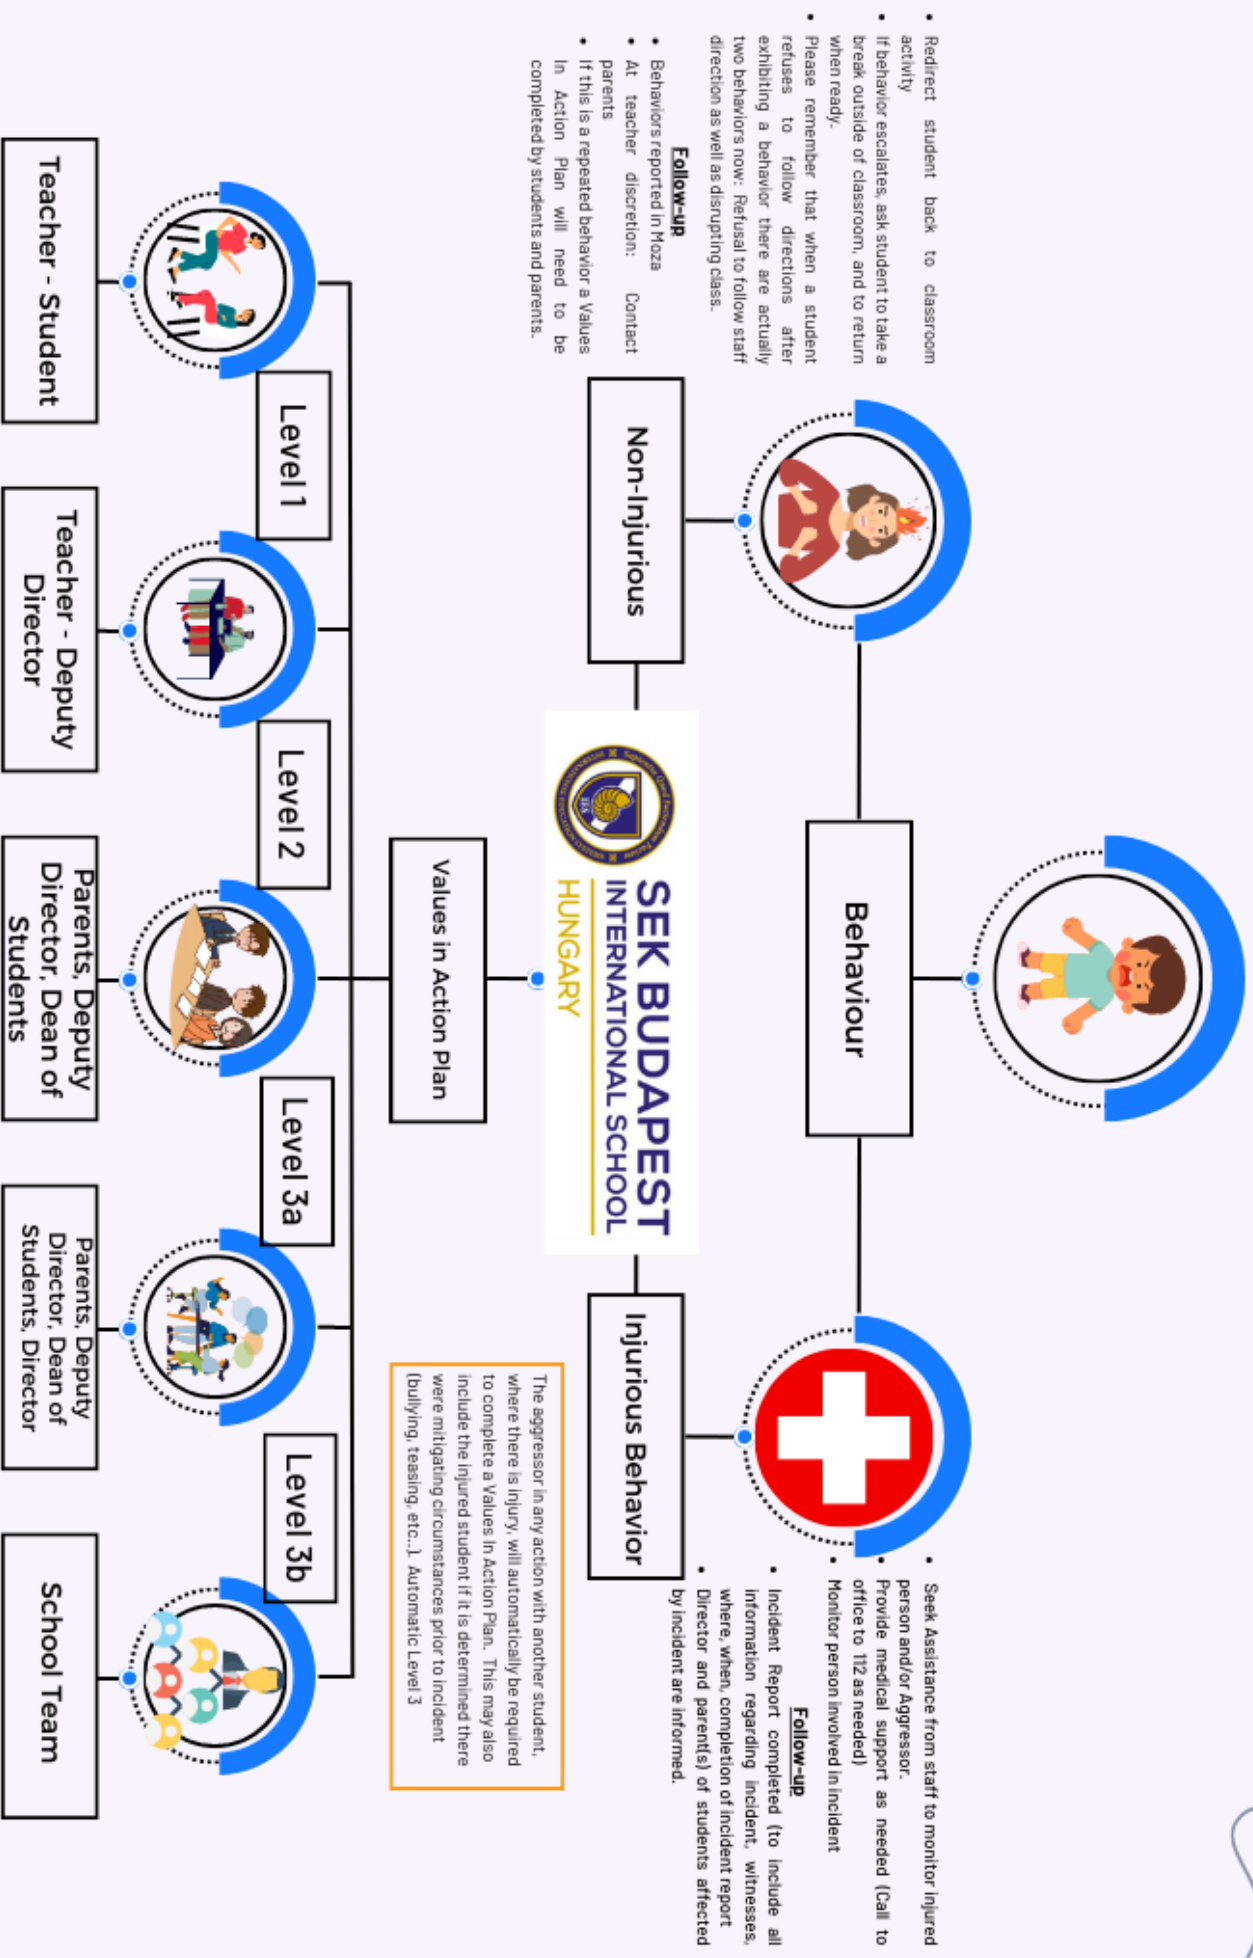 Behaviour
• Redirect student back to classroom
activity
• If behavior escalates, ask student to take a
break outside of classroom, and to return
when ready.
• Please remember that when a student
refuses to follow directions after
exhibiting a behavior there are actually
two behaviors now: Refusal to follow staff
direction as well as disrupting class.
Follow-up
• Behaviors reported in Moza
• At teacher discretion: Contact
parents
• If this is a repeated behavior a Values
In Action Plan will need to be
completed by students and parents.
Non-Injurious
SEK BUDAPEST
INTERNATIONAL SCHOOL
HUNGARY
IES
Injurious Behavior
• Seek Assistance from staff to monitor injured
person and/or Aggressor.
• Provide medical support as needed (Call to
office to 112 as needed)
• Monitor person involved in incident
Follow-up
• Incident Report completed (to include all
information regarding incident, witnesses,
where, when, completion of incident report
• Director and parent(s) of students affected
by incident are informed.
Values in Action Plan
The aggressor in any action with another student,
where there is injury, will automatically be required
to complete a Values In Action Plan. This may also
include the injured student if it is determined there
were mitigating circumstances prior to incident
(bullying, teasing, etc..). Automatic Level 3
Level 1
Level 2
Level 3a
Level 3b
Teacher - Student
Teacher - Deputy
Director
Parents, Deputy
Director, Dean of
Students
Parents, Deputy
Director, Dean of
Students, Director
School Team